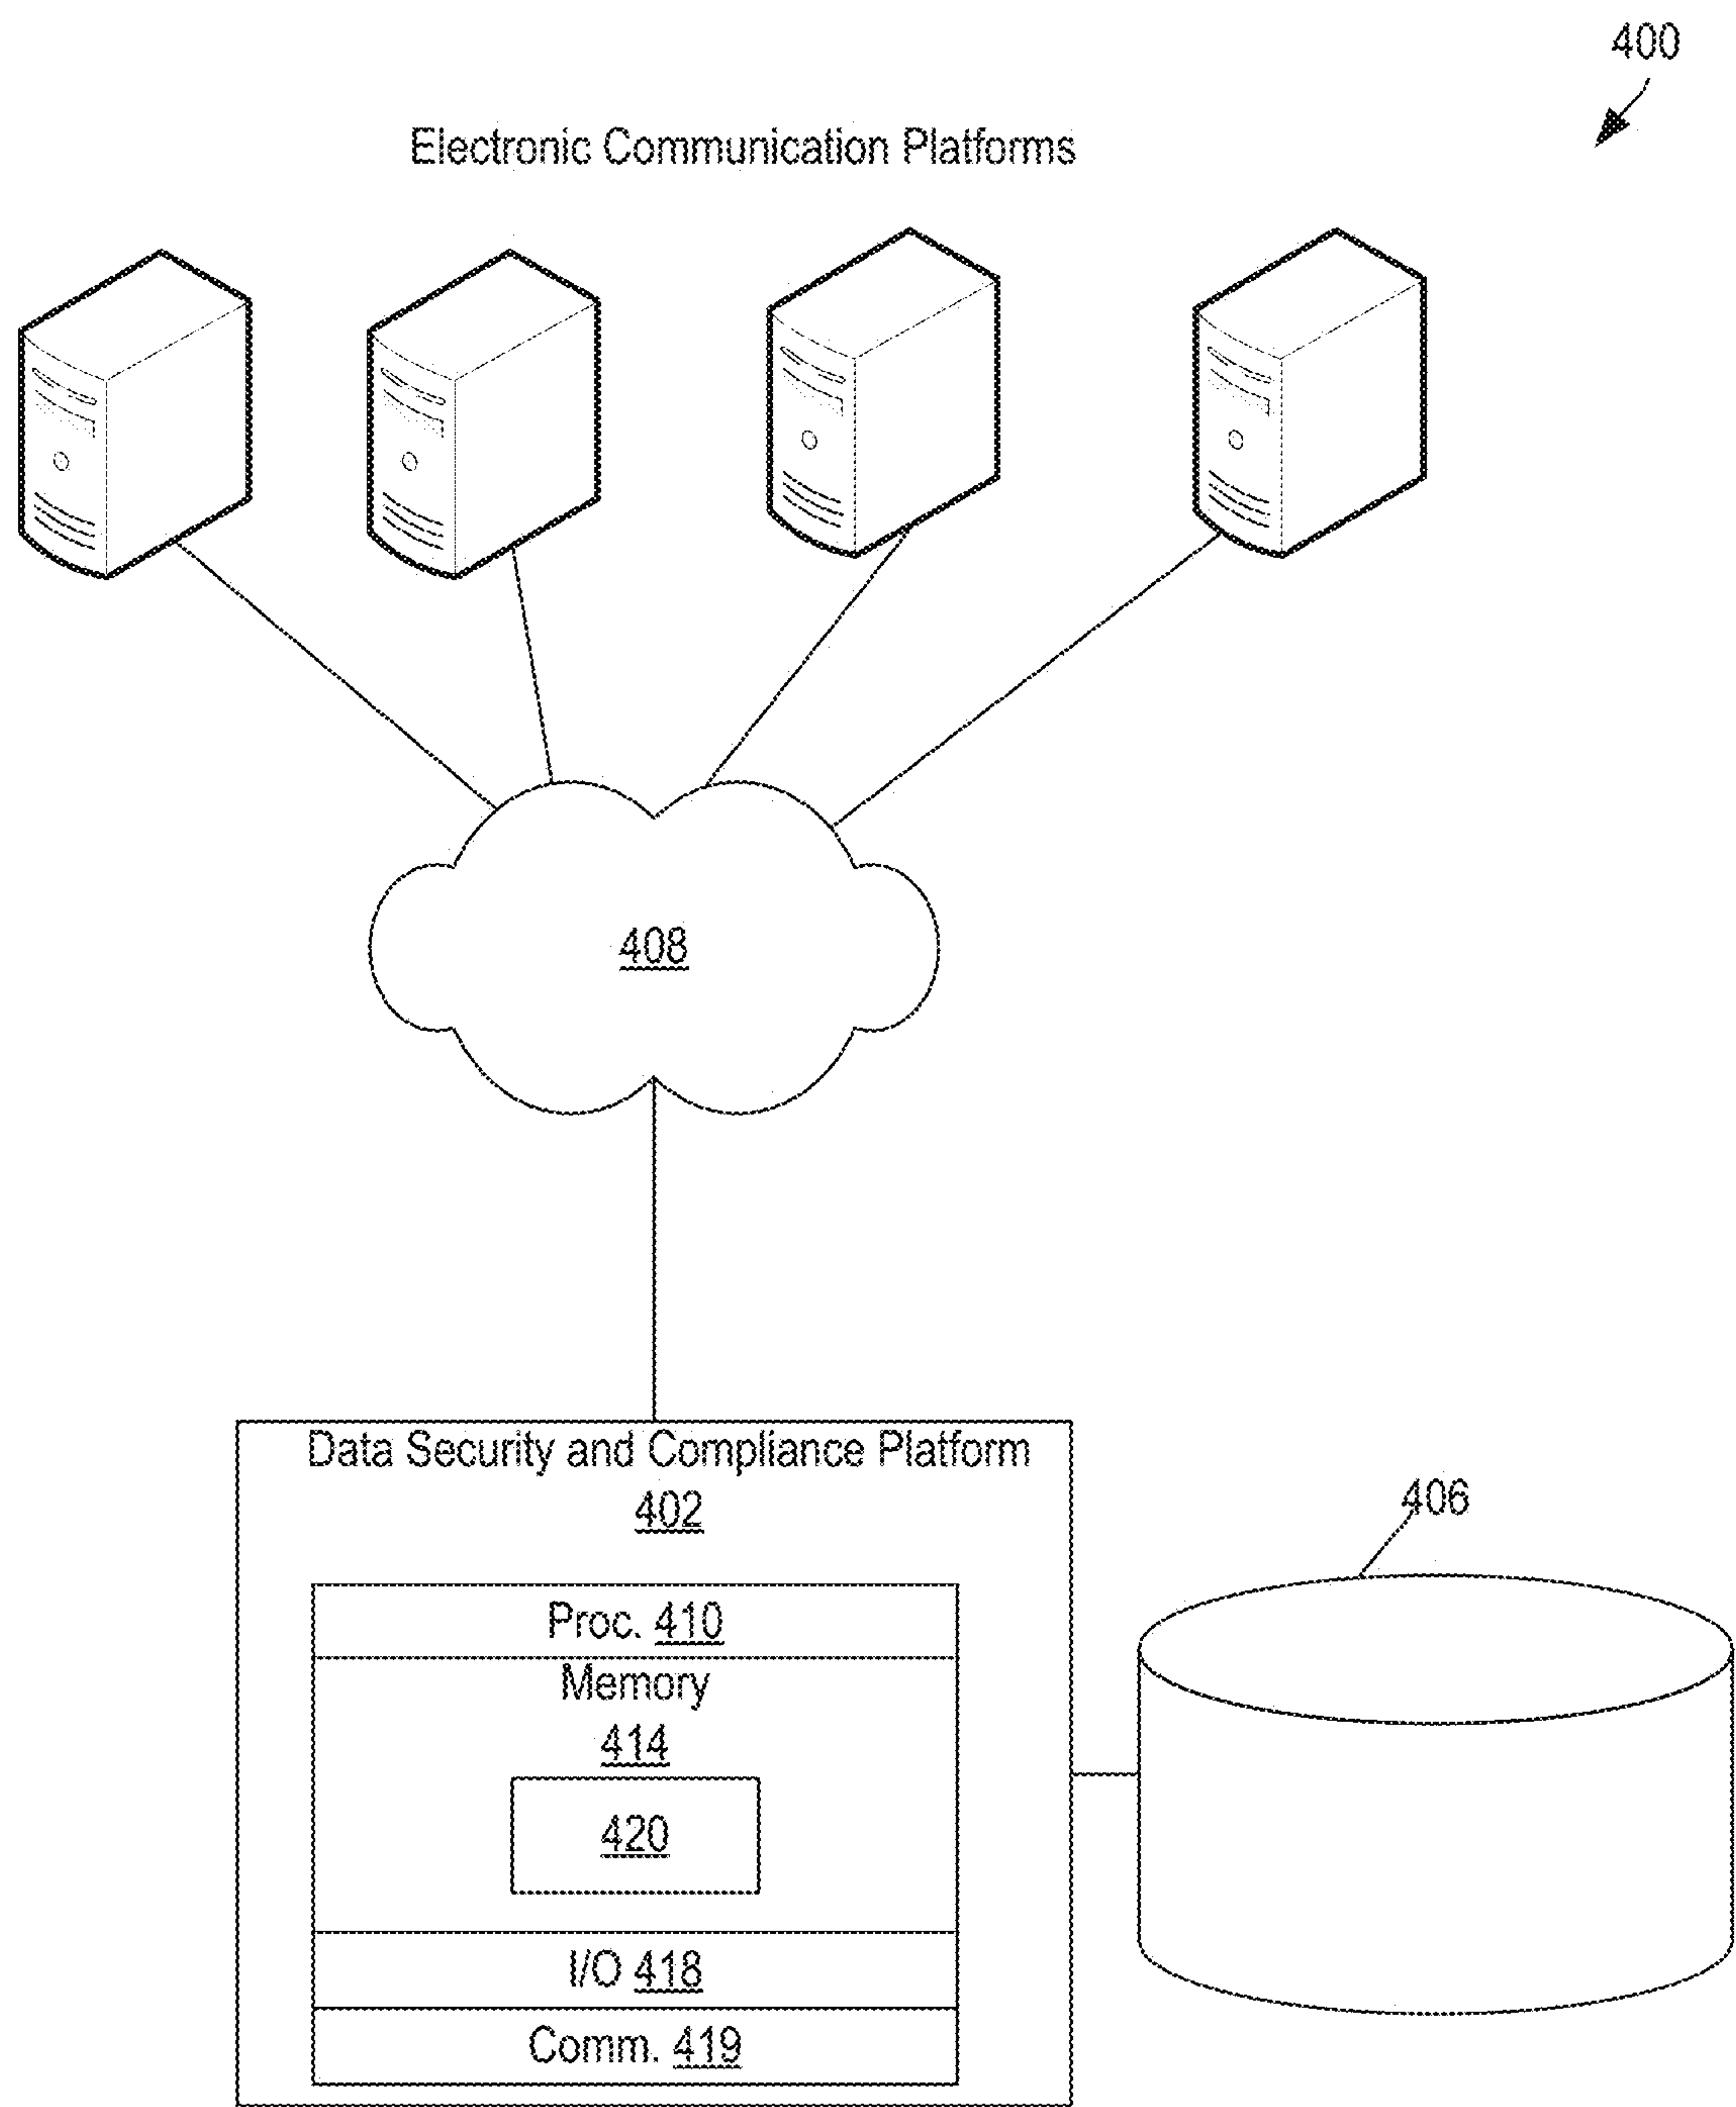 400
Electronic Communication Platforms
408
Data Security and Compliance Platform
402
406
Proc. 410
Memory
414
420
I/O 418
Comm. 419